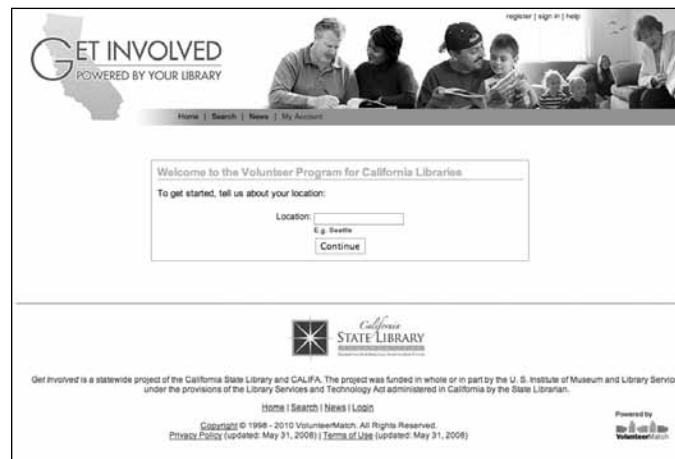 register | sign in | help
GET INVOLVED
POWERED BY YOUR LIBRARY
Home | Search | News | My Account
Welcome to the Volunteer Program for California Libraries
To get started, tell us about your location:
Location:
E.g. Seattle
Continue
California
STATE LIBRARY
Get Involved is a statewide project of the California State Library and CALIFA. The project was funded in whole or in part by the U. S. Institute of Museum and Library Servic
under the provisions of the Library Services and Technology Act administered in California by the State Librarian.
Home | Search | News | Login
Copyright © 1998 - 2010 VolunteerMatch. All Rights Reserved.
Privacy Policy (updated: May 31, 2008) | Terms of Use (updated: May 31, 2008)
Powered by
VolunteerMatch